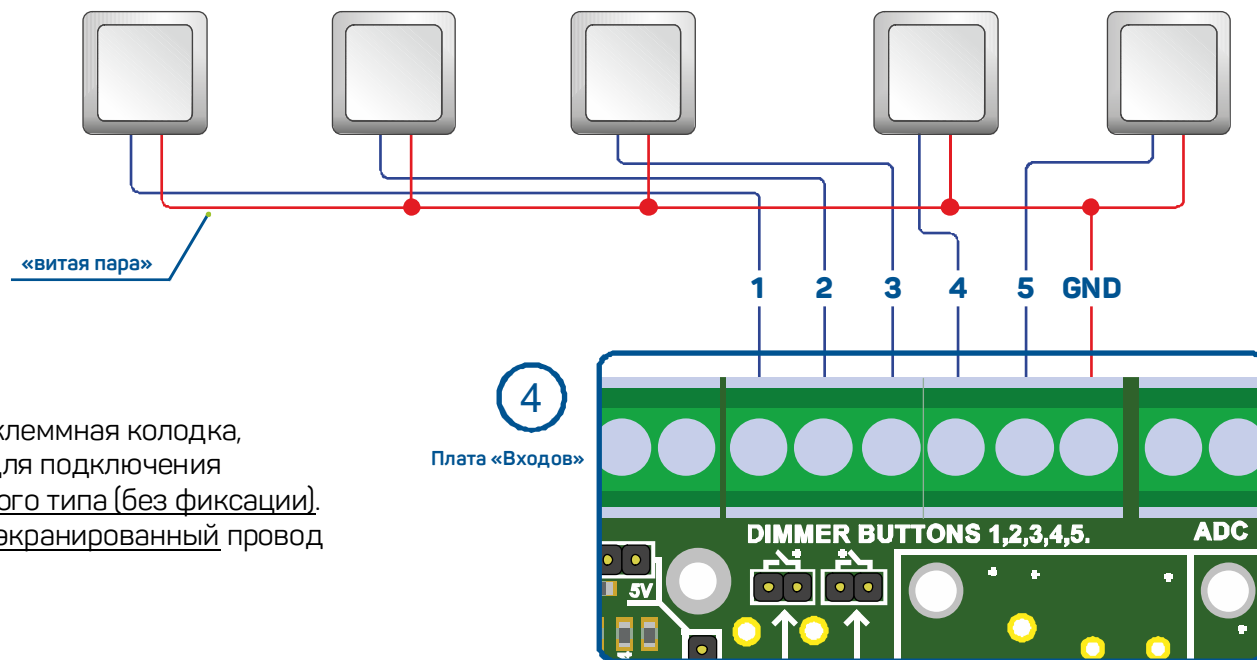 «витая пара»
1 2 3 4 5 GND
4
Плата «Входов»
клеммная колодка,
для подключения
ого типа (без фиксации).
экранированный провод
DIMMER BUTTONS 1,2,3,4,5.
ADC
5V